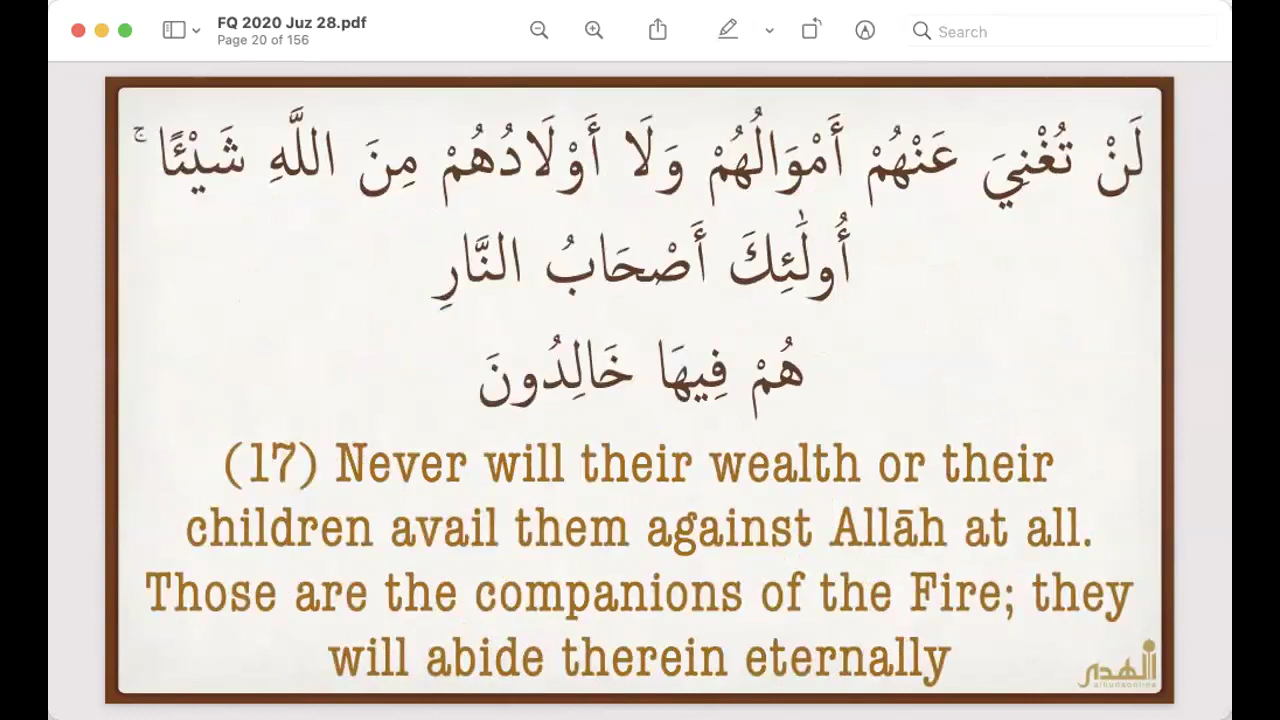 FQ 2020 Juz 28.pdf
Page 20 of 156
Search
لَنْ تُغْنِيَ عَنْهُمْ أَمْوَالُهُمْ وَلَا أَوْلَادُهُمْ مِنَ اللَّهِ شَيْئًا ۚ
أُولَٰئِكَ أَصْحَابُ النَّارِ
هُمْ فِيهَا خَالِدُونَ
(17) Never will their wealth or their
children avail them against Allāh at all.
Those are the companions of the Fire; they
will abide therein eternally
الهدى
alhudaonline